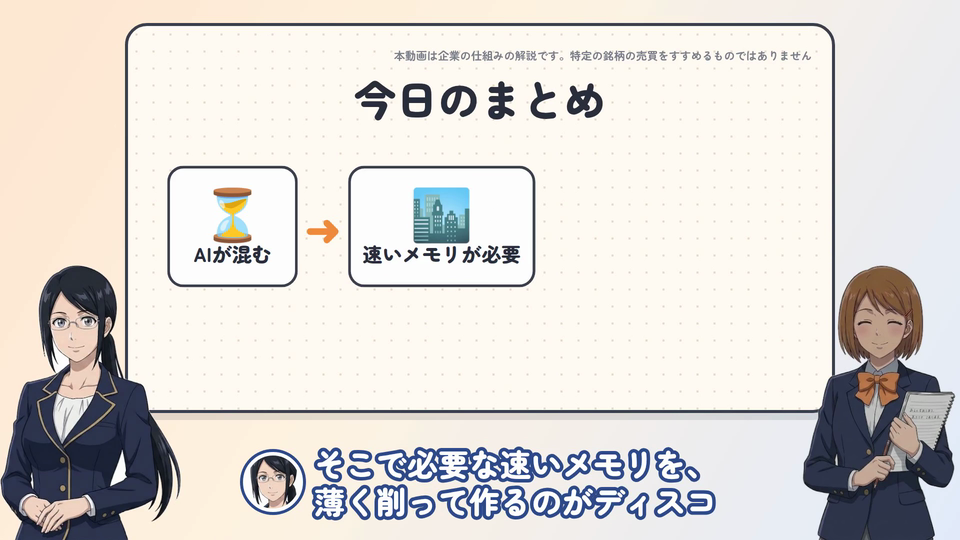 本動画は企業の仕組みの解説です。特定の銘柄の売買をすすめるものではありません
今日のまとめ
AIが混む
速いメモリが必要
そこで必要な速いメモリを、
薄く削って作るのがディスコ